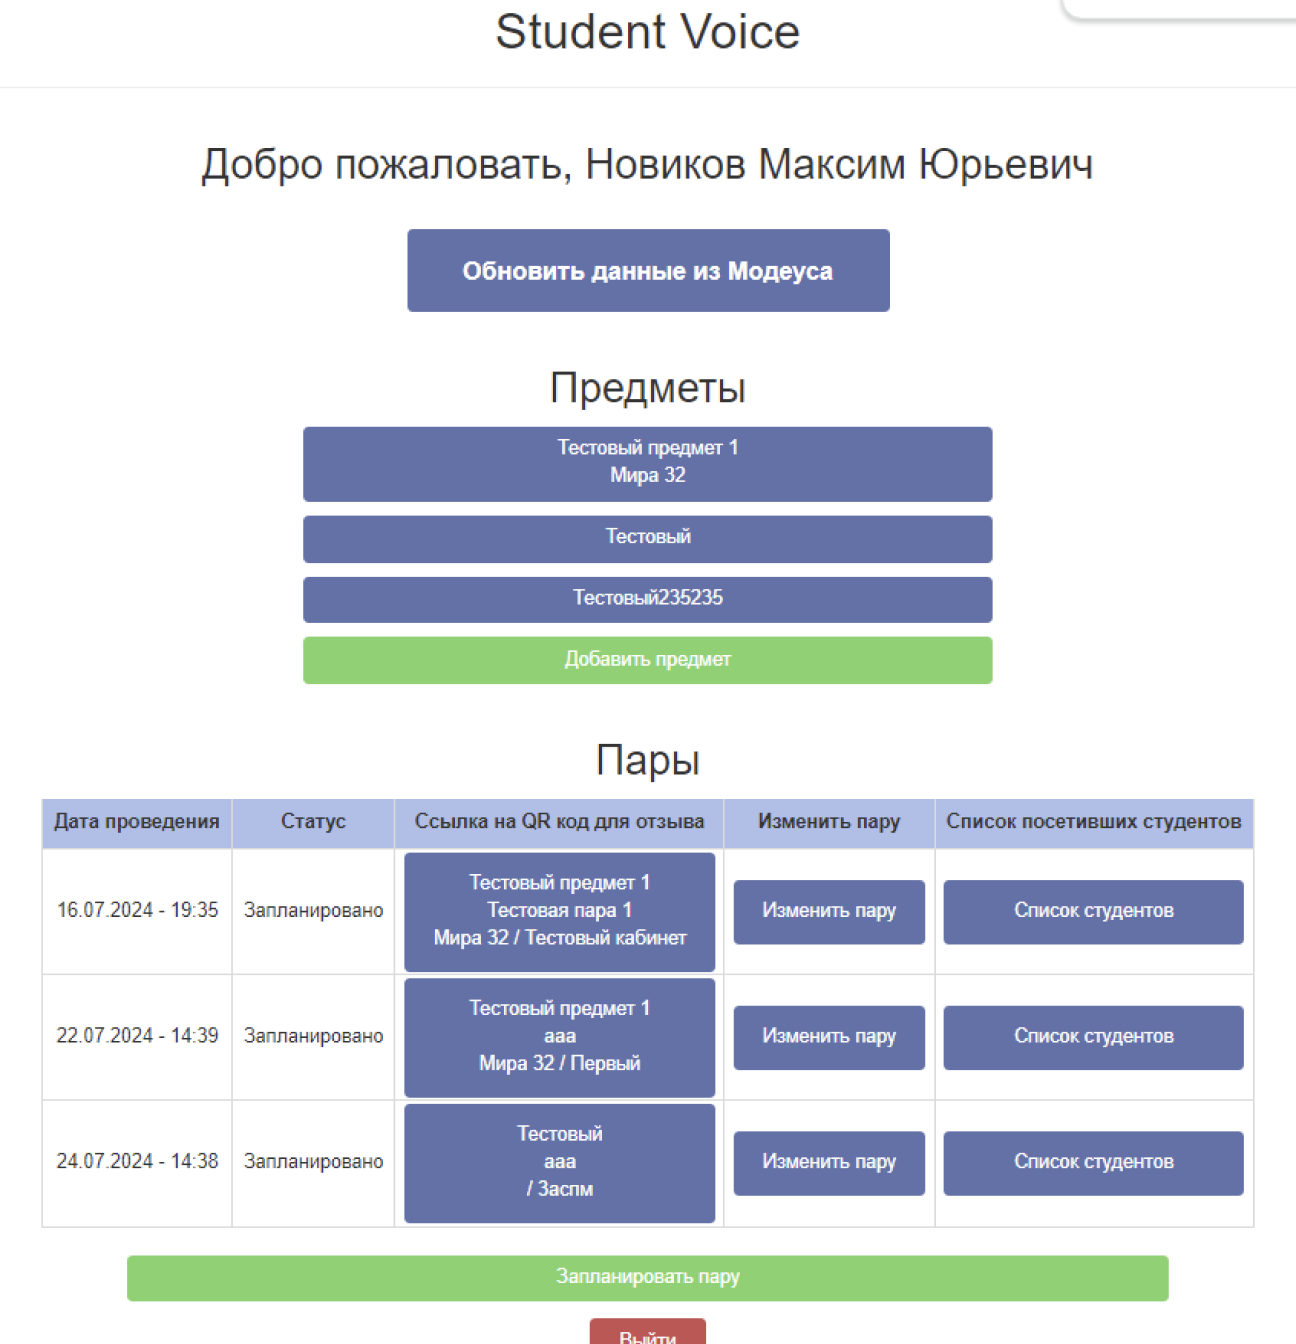 Student Voice
Добро пожаловать, Новиков Максим Юрьевич
Обновить данные из Модеуса
Предметы
Тестовый предмет 1
Мира 32
Тестовый
Тестовый235235
Добавить предмет
Пары
Дата проведения Статус Ссылка на QR код для отзыва Изменить пару Список посетивших студентов
16.07.2024 - 19:35 Запланировано
Тестовый предмет 1
Тестовая пара 1
Мира 32 / Тестовый кабинет
Изменить пару
Список студентов
22.07.2024 - 14:39 Запланировано
Тестовый предмет 1
ааа
Мира 32 / Первый
Изменить пару
Список студентов
24.07.2024 - 14:38 Запланировано
Тестовый
ааа
/ Заспм
Изменить пару
Список студентов
Запланировать пару
Выйти